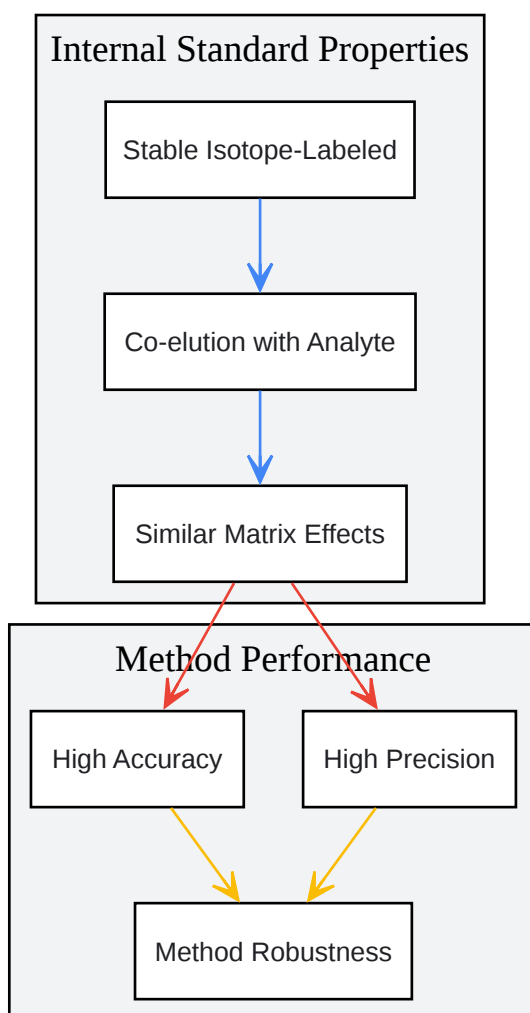 Internal Standard Properties
Stable Isotope-Labeled
Co-elution with Analyte
Similar Matrix Effects
Method Performance
High Accuracy
High Precision
Method Robustness